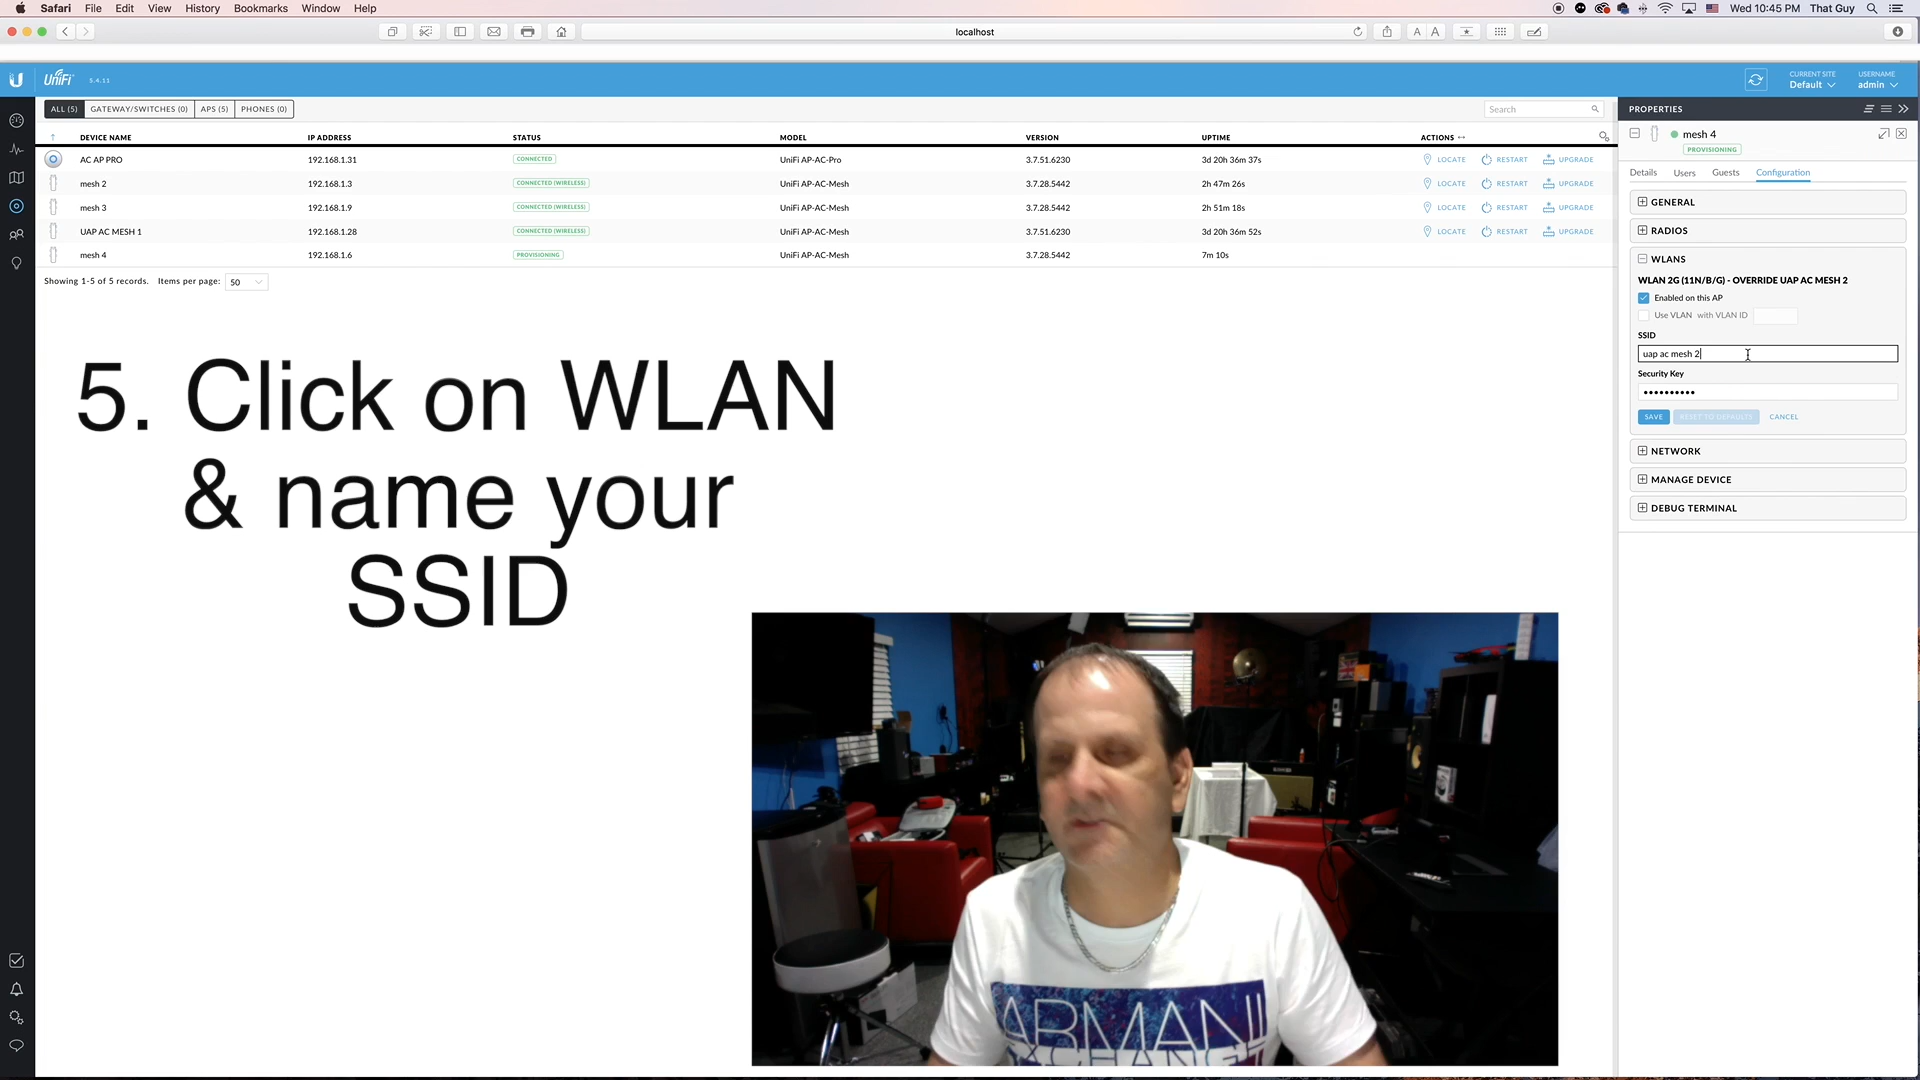 Safari File Edit View History Bookmarks Window Help Wed 10:45 PM That Guy
localhost A A
UniFi 5.4.11 CURRENT SITE USERNAME
Default admin
ALL (5) GATEWAY/SWITCHES (0) APS (5) PHONES (0) Search PROPERTIES
DEVICE NAME IP ADDRESS STATUS MODEL VERSION UPTIME ACTIONS
AC AP PRO 192.168.1.31 CONNECTED UniFi AP-AC-Pro 3.7.51.6230 3d 20h 36m 37s LOCATE RESTART UPGRADE
mesh 2 192.168.1.3 CONNECTED (WIRELESS) UniFi AP-AC-Mesh 3.7.28.5442 2h 47m 26s LOCATE RESTART UPGRADE
mesh 3 192.168.1.9 CONNECTED (WIRELESS) UniFi AP-AC-Mesh 3.7.28.5442 2h 51m 18s LOCATE RESTART UPGRADE
UAP AC MESH 1 192.168.1.28 CONNECTED (WIRELESS) UniFi AP-AC-Mesh 3.7.51.6230 3d 20h 36m 52s LOCATE RESTART UPGRADE
mesh 4 192.168.1.6 PROVISIONING UniFi AP-AC-Mesh 3.7.28.5442 7m 10s
Showing 1-5 of 5 records. Items per page: 50
mesh 4
PROVISIONING
Details Users Guests Configuration
GENERAL
RADIOS
WLANS
WLAN 2G (11N/B/G) - OVERRIDE UAP AC MESH 2
Enabled on this AP
Use VLAN with VLAN ID
SSID
uap ac mesh 2
Security Key
••••••••••
SAVE RESET TO DEFAULTS CANCEL
NETWORK
MANAGE DEVICE
DEBUG TERMINAL
5. Click on WLAN
& name your
SSID
ARMANI
EXCHANGE